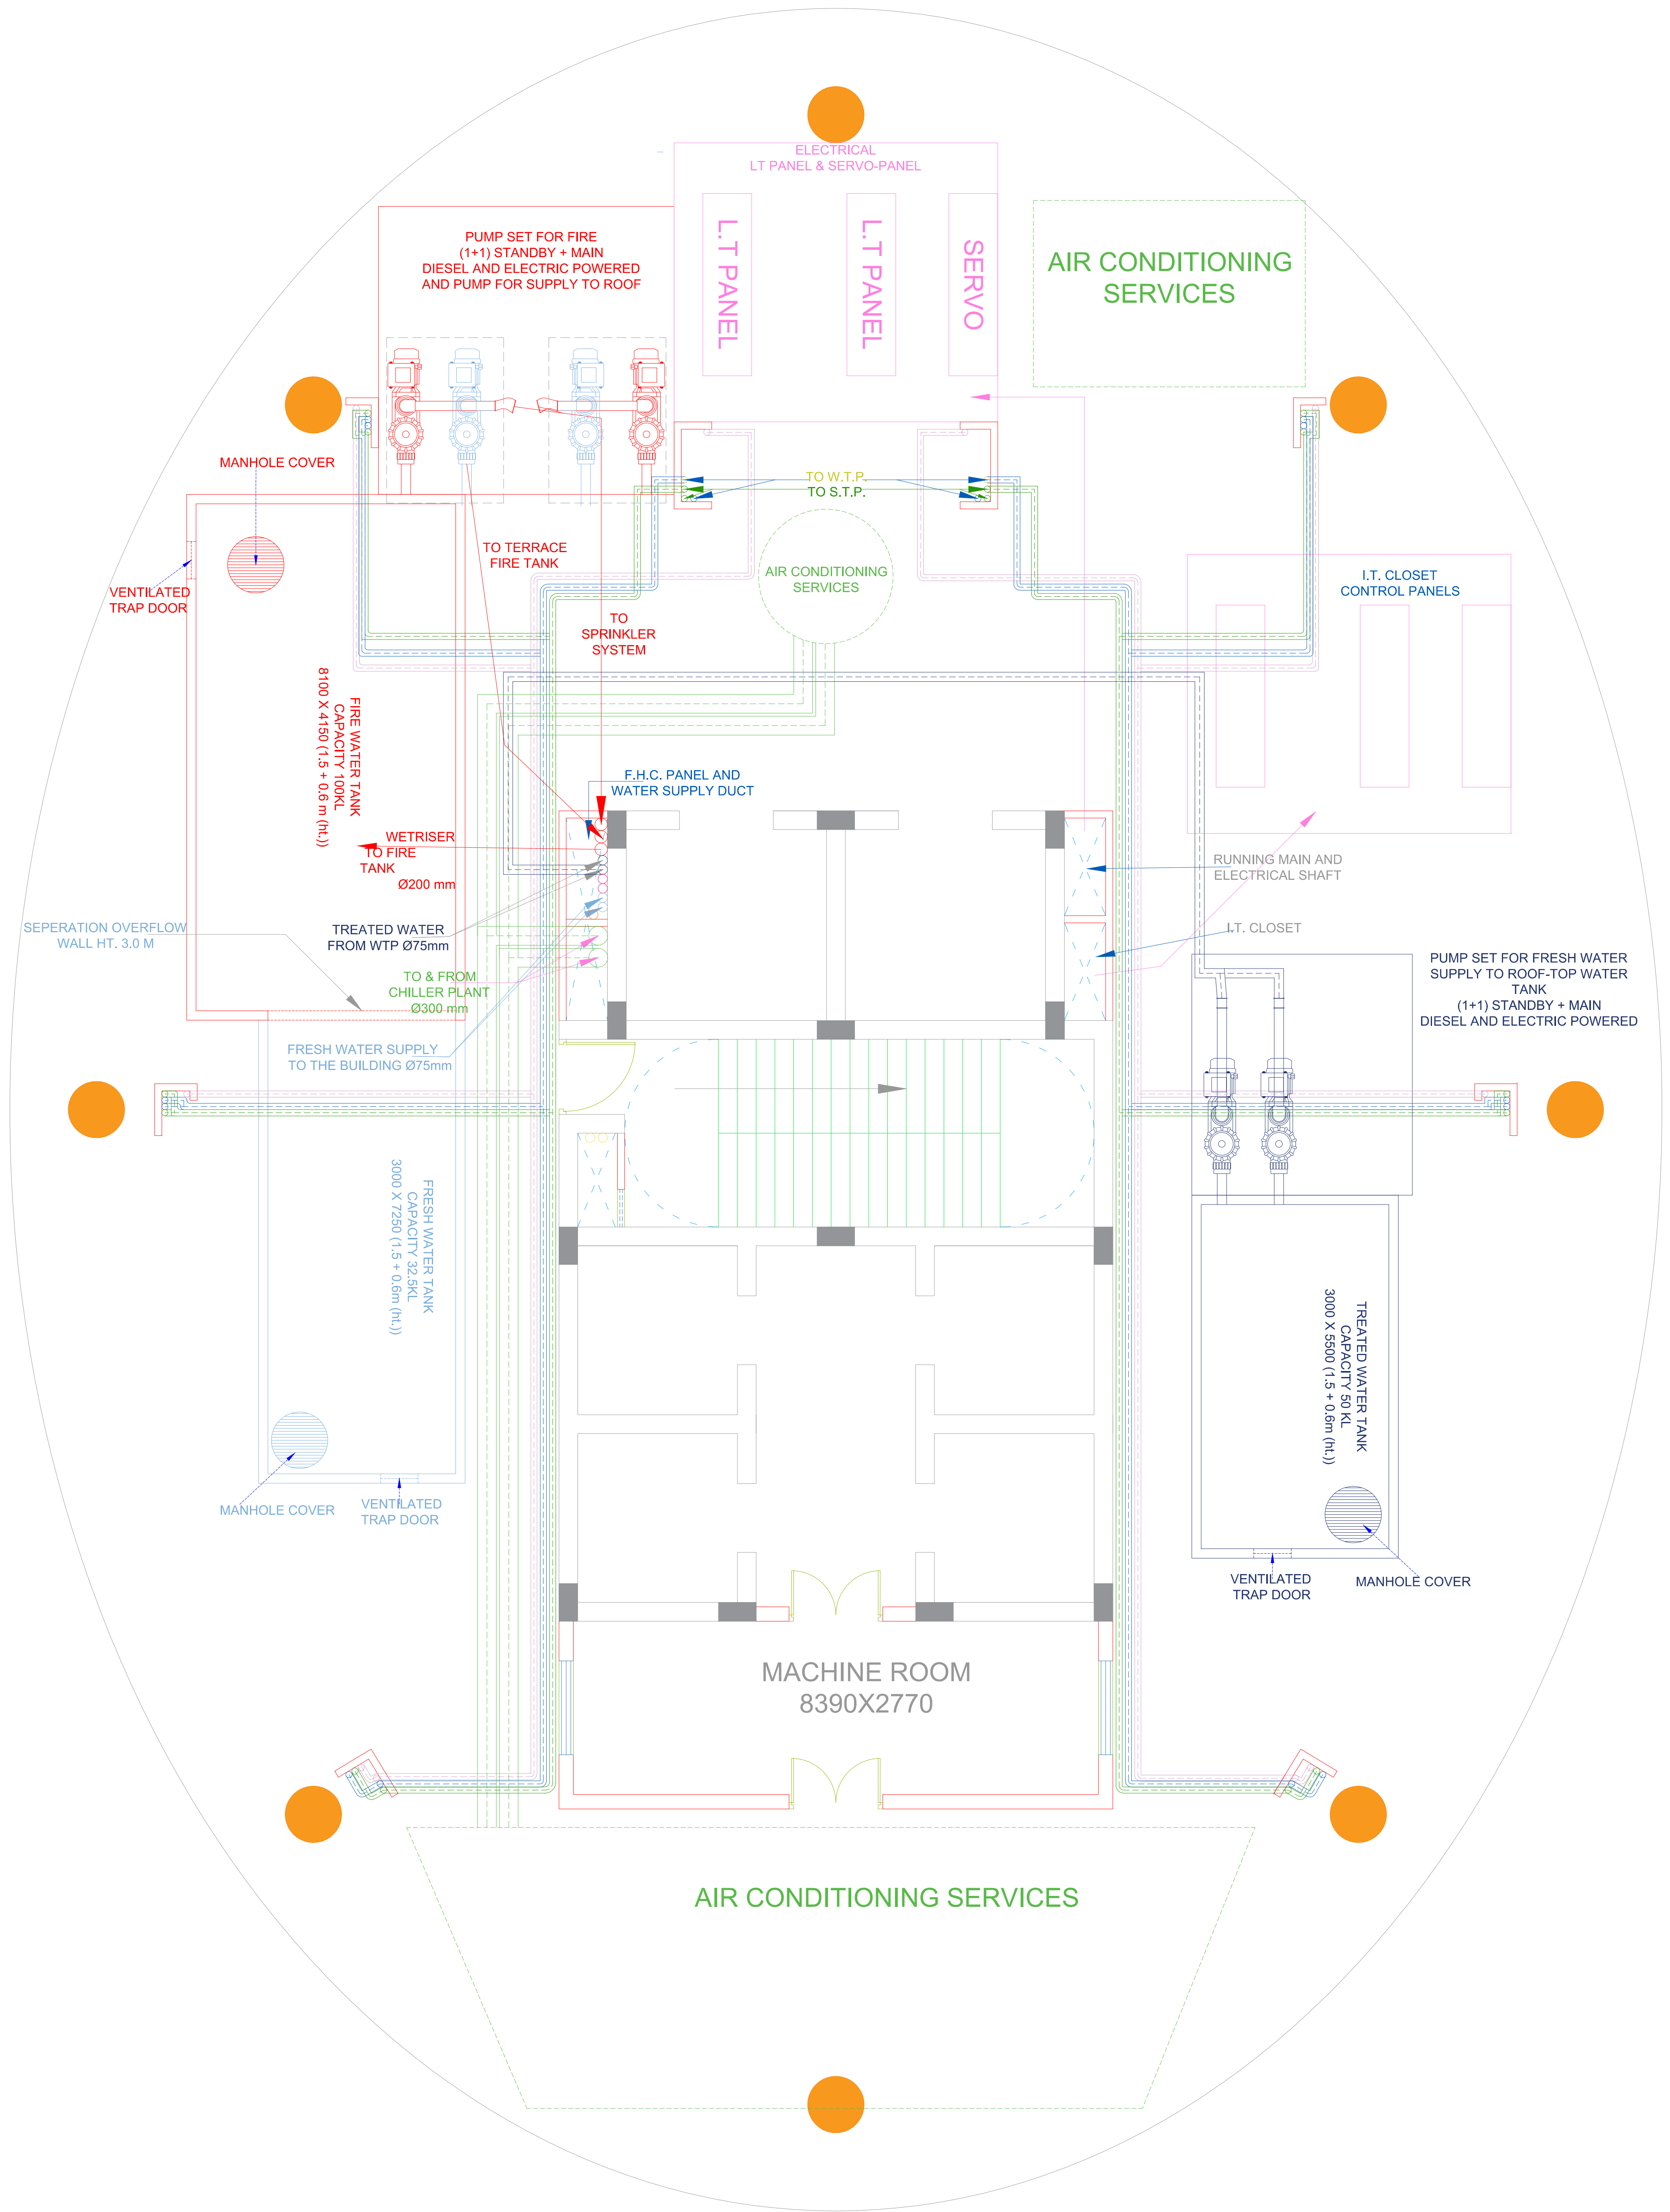 ELECTRICAL
LT PANEL & SERVO-PANEL
L.T PANEL
L.T PANEL
SERVO
PUMP SET FOR FIRE
(1+1) STANDBY + MAIN
DIESEL AND ELECTRIC POWERED
AND PUMP FOR SUPPLY TO ROOF
AIR CONDITIONING
SERVICES
MANHOLE COVER
TO W.T.P.
TO S.T.P.
TO TERRACE
FIRE TANK
AIR CONDITIONING
SERVICES
I.T. CLOSET
CONTROL PANELS
VENTILATED
TRAP DOOR
TO
SPRINKLER
SYSTEM
FIRE WATER TANK
CAPACITY 100KL
8100 X 4150 (1.5 + 0.6 m (ht.))
F.H.C. PANEL AND
WATER SUPPLY DUCT
WETRISER
TO FIRE
TANK
Ø200 mm
RUNNING MAIN AND
ELECTRICAL SHAFT
SEPERATION OVERFLOW
WALL HT. 3.0 M
TREATED WATER
FROM WTP Ø75mm
I.T. CLOSET
TO & FROM
CHILLER PLANT
Ø300 mm
PUMP SET FOR FRESH WATER
SUPPLY TO ROOF-TOP WATER
TANK
(1+1) STANDBY + MAIN
DIESEL AND ELECTRIC POWERED
FRESH WATER SUPPLY
TO THE BUILDING Ø75mm
FRESH WATER TANK
CAPACITY 32.5KL
3000 X 7250 (1.5 + 0.6m (ht.))
TREATED WATER TANK
CAPACITY 50 KL
3000 X 5500 (1.5 + 0.6m (ht.))
MANHOLE COVER
VENTILATED
TRAP DOOR
VENTILATED
TRAP DOOR
MANHOLE COVER
MACHINE ROOM
8390X2770
AIR CONDITIONING SERVICES